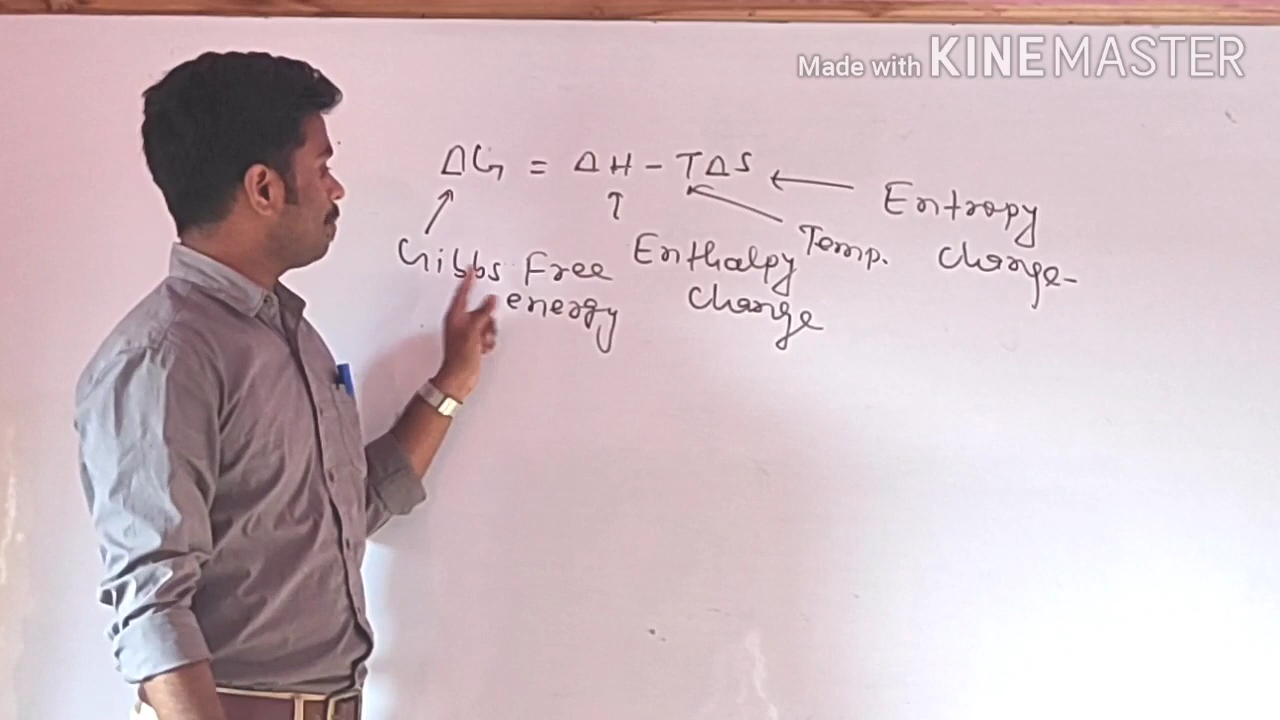 Made with KINEMASTER
ΔG = ΔH - TΔS
Entropy
change
Temp.
Enthalpy
change
Gibbs Free
energy